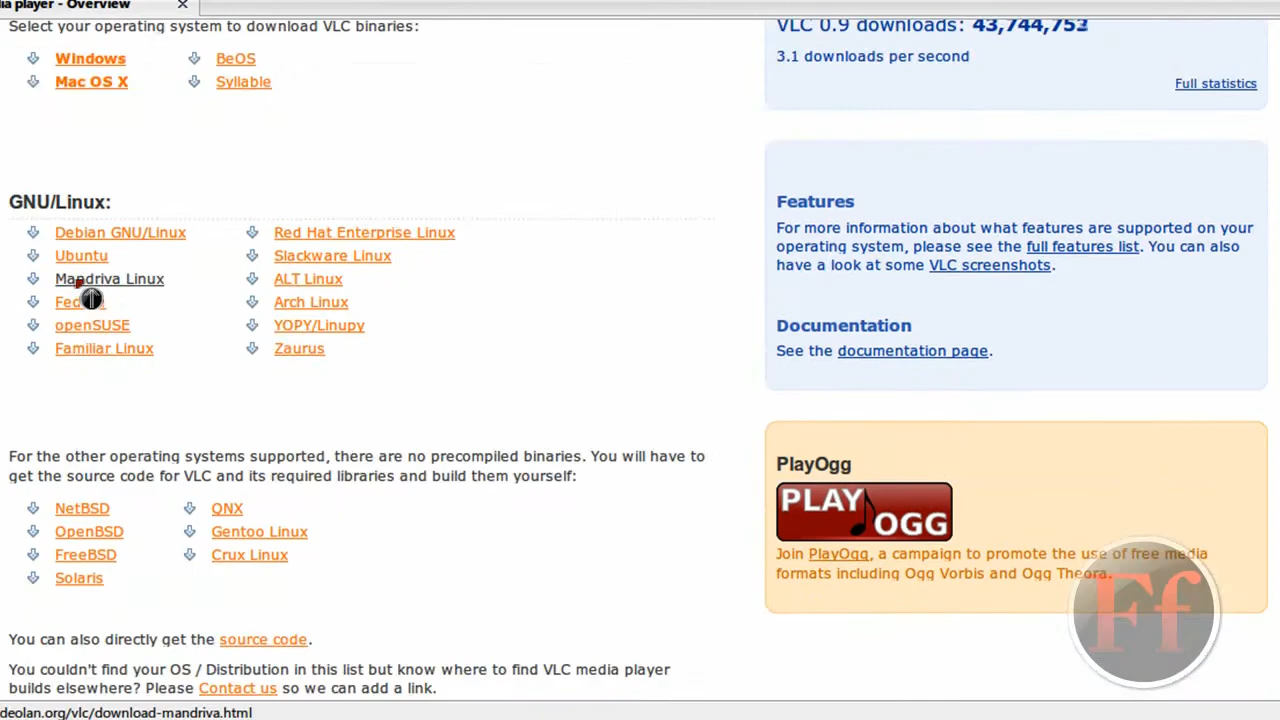 dia player - Overview
Select your operating system to download VLC binaries:
Windows
BeOS
Mac OS X
Syllable
GNU/Linux:
Debian GNU/Linux
Red Hat Enterprise Linux
Ubuntu
Slackware Linux
Mandriva Linux
ALT Linux
Arch Linux
openSUSE
YOPY/Linupy
Familiar Linux
Zaurus
For the other operating systems supported, there are no precompiled binaries. You will have to
get the source code for VLC and its required libraries and build them yourself:
NetBSD
QNX
OpenBSD
Gentoo Linux
FreeBSD
Crux Linux
Solaris
You can also directly get the source code.
You couldn't find your OS / Distribution in this list but know where to find VLC media player
builds elsewhere? Please Contact us so we can add a link.
VLC 0.9 downloads:
3.1 downloads per second
Full statistics
Features
For more information about what features are supported on your
operating system, please see the full features list. You can also
have a look at some VLC screenshots.
Documentation
See the documentation page.
PlayOgg
PLAY
OGG
Join PlayOgg, a campaign to promote the use of free media
formats including Ogg Vorbis and Ogg Theora.
Ff
deolan.org/vlc/download-mandriva.html